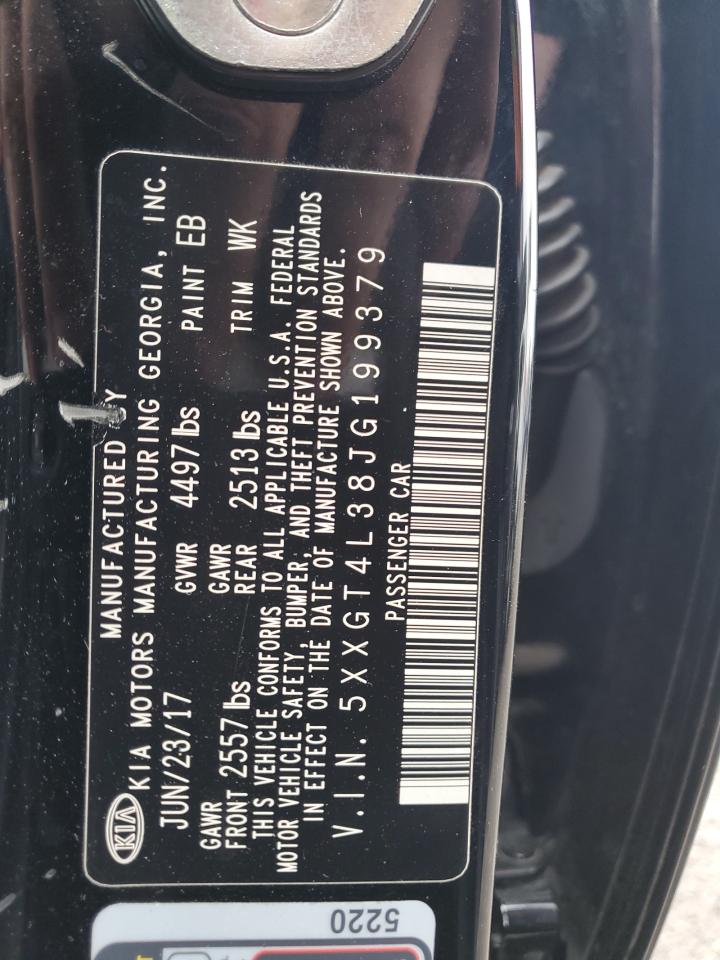 MANUFACTURED BY
KIA KIA MOTORS MANUFACTURING GEORGIA, INC.
JUN/23/17 GVWR 4497lbs PAINT EB
GAWR FRONT 2557lbs GAWR REAR 2513lbs TRIM WK
THIS VEHICLE CONFORMS TO ALL APPLICABLE U.S.A. FEDERAL
MOTOR VEHICLE SAFETY, BUMPER, AND THEFT PREVENTION STANDARDS
IN EFFECT ON THE DATE OF MANUFACTURE SHOWN ABOVE.
V.I.N. 5XXGT4L38JG199379
PASSENGER CAR
5220